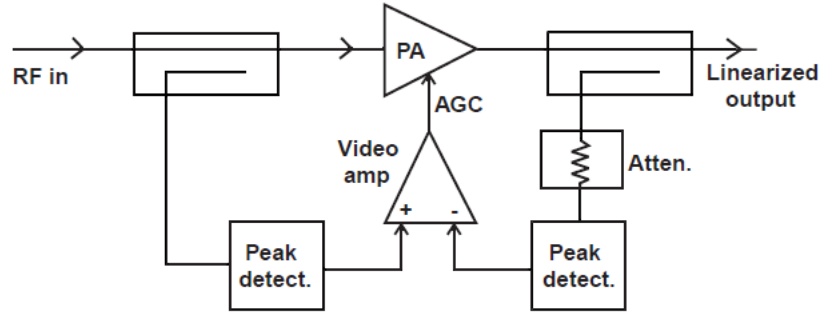 RF in
PA
AGC
Linearized
output
Video
amp
Atten.
+
-
Peak
detect.
Peak
detect.